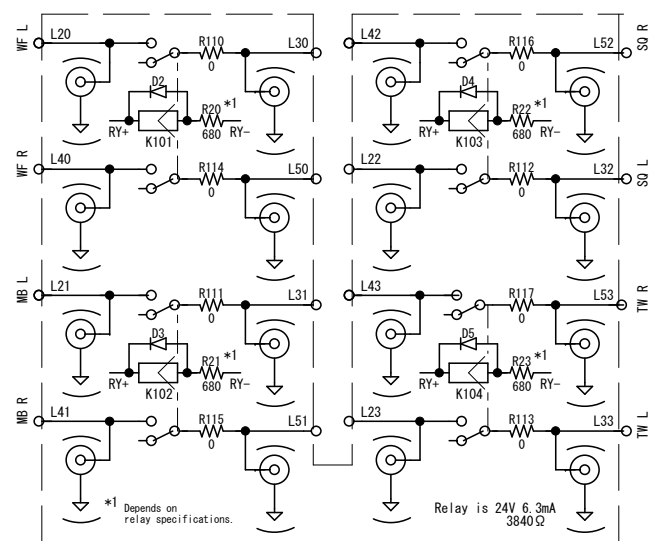 WF L
L20
R110
0
L30
L42
R116
0
L52
SQ R
D2
R20
*1
RY+
K101
680
RY-
D4
R22
*1
RY+
K103
680
RY-
WF R
L40
R114
0
L50
L22
R112
0
L32
SQ L
MB L
L21
R111
0
L31
L43
R117
0
L53
TW R
D3
R21
*1
RY+
K102
680
RY-
D5
R23
*1
RY+
K104
680
RY-
MB R
L41
R115
0
L51
L23
R113
0
L33
TW L
*1 Depends on
relay specifications.
Relay is 24V 6.3mA
3840Ω